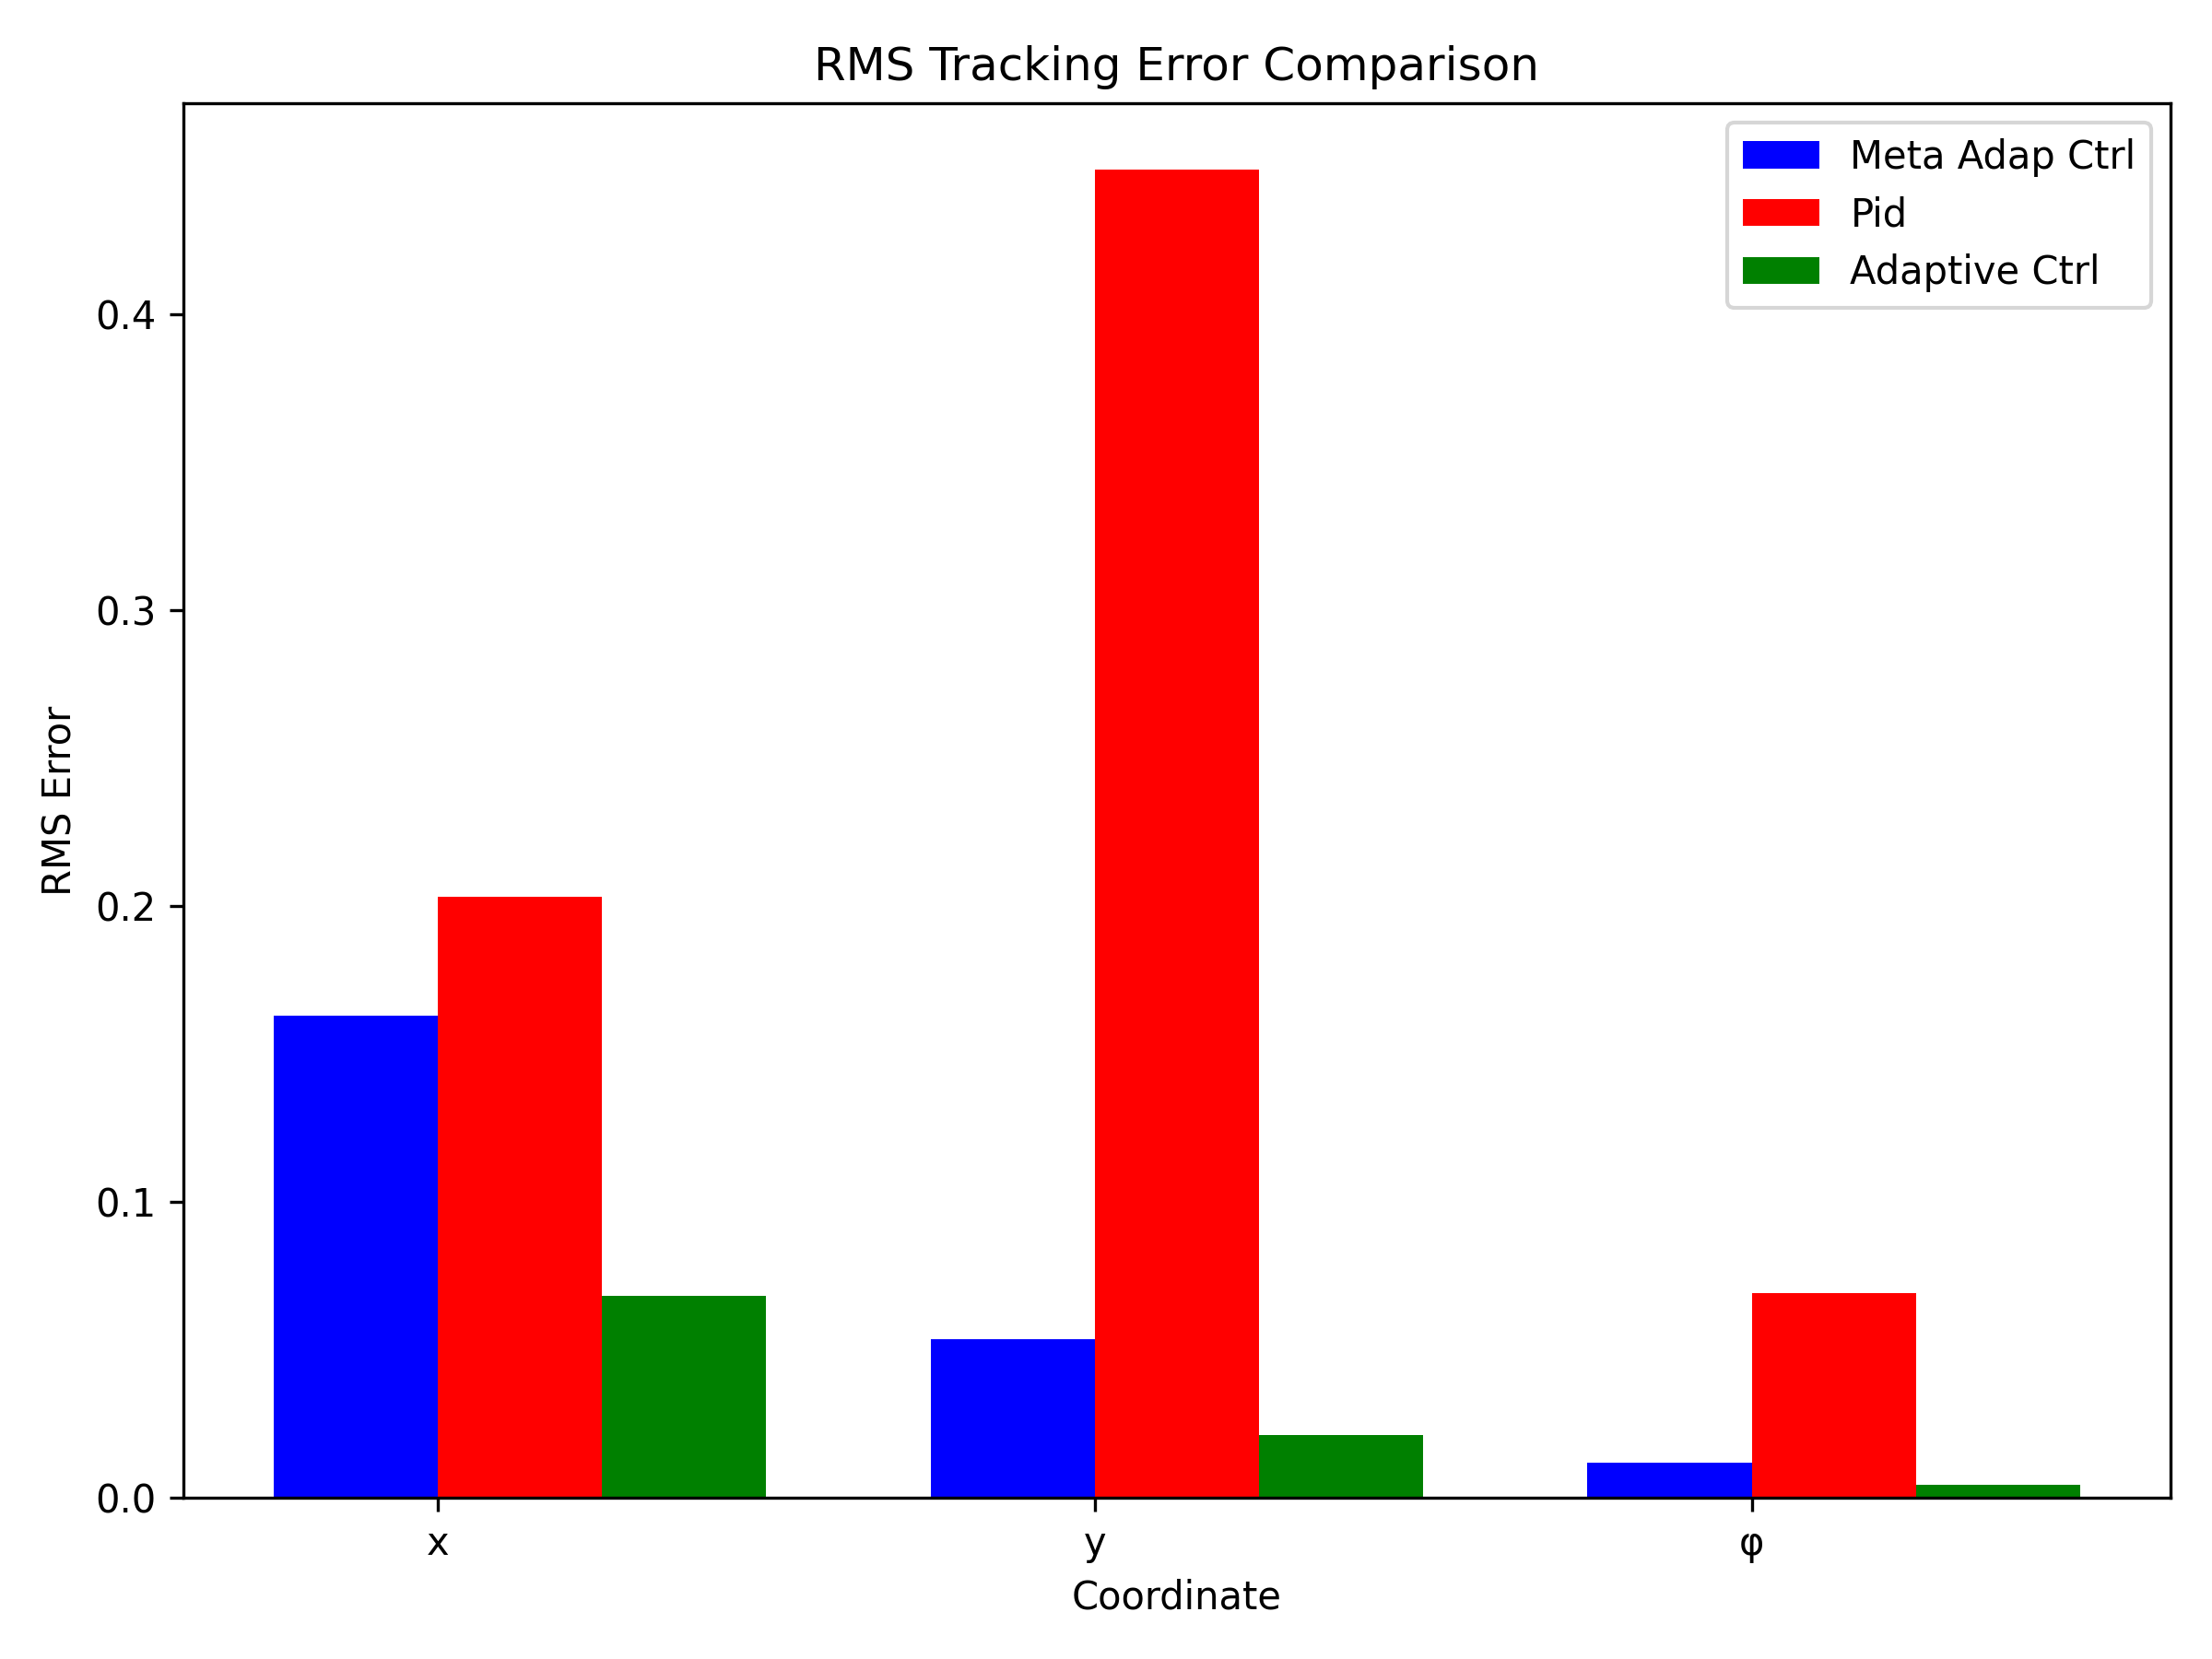 RMS Tracking Error Comparison
Meta Adap Ctrl
Pid
Adaptive Ctrl
RMS Error
0.4
0.3
0.2
0.1
0.0
x
y
φ
Coordinate